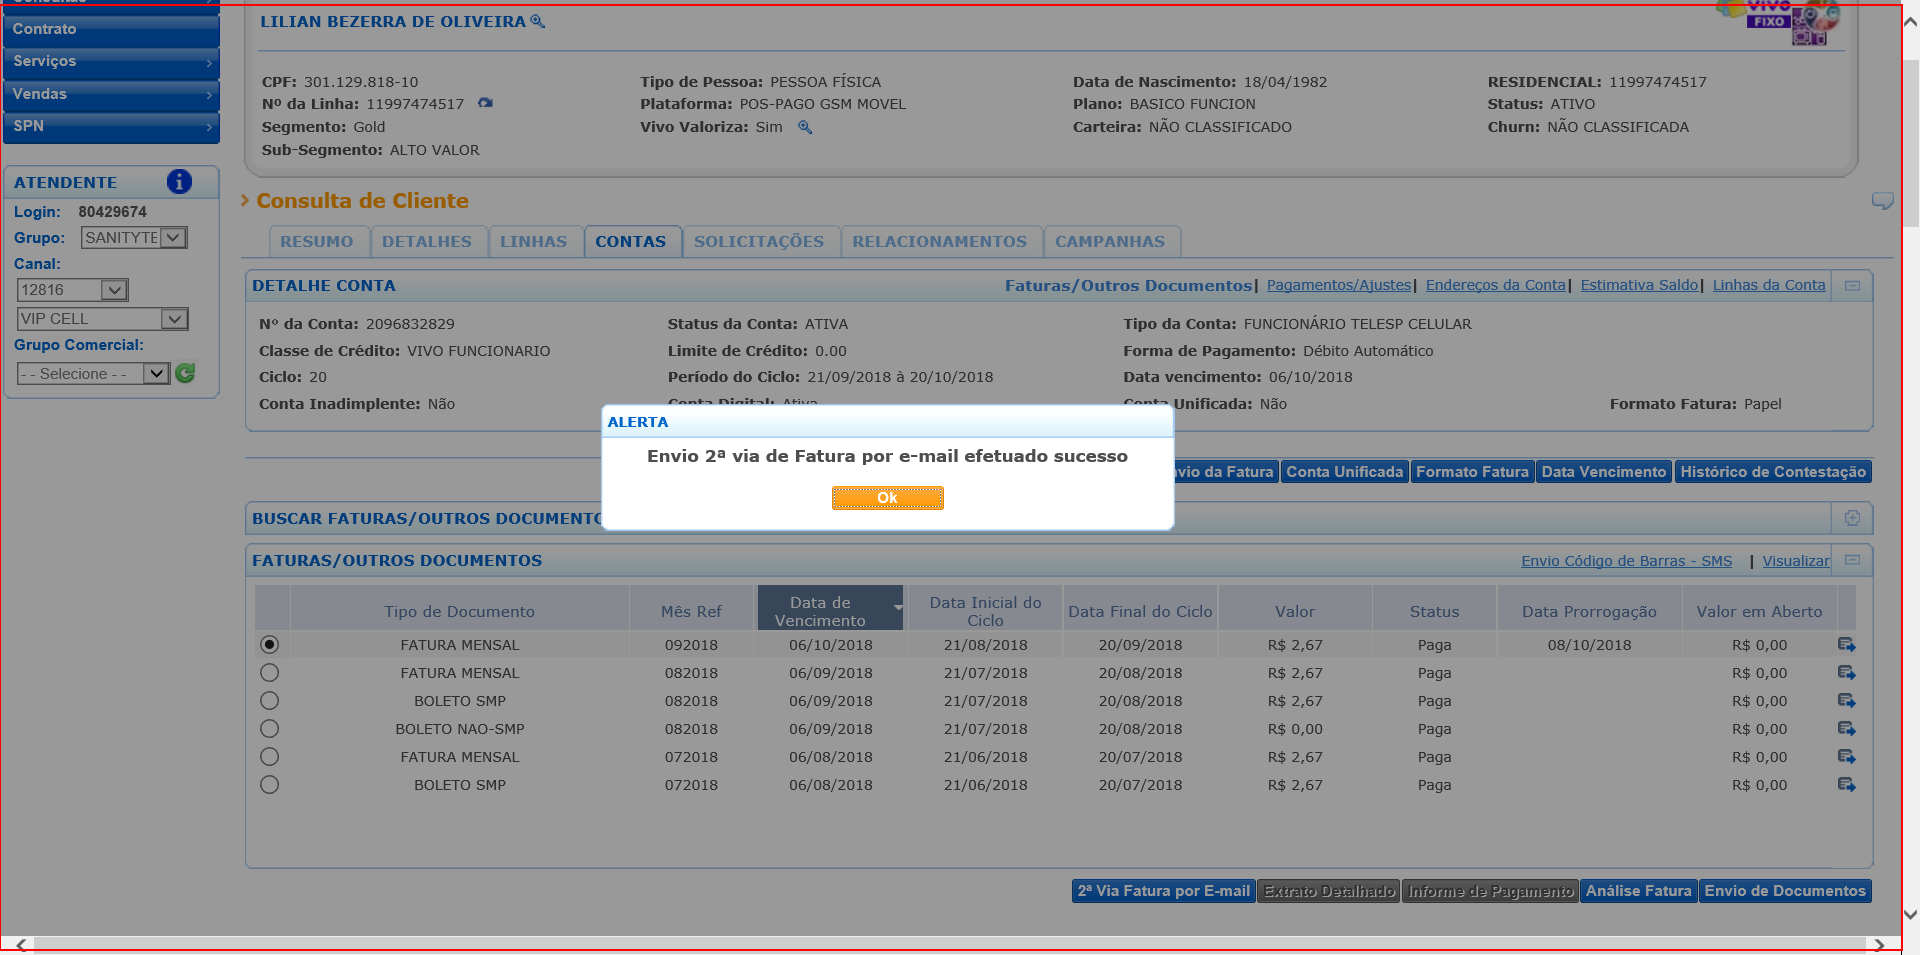 Contrato
Serviços
Vendas
SPN
ATENDENTE
Login: 80429674
Grupo: SANITYTE
Canal:
12816
VIP CELL
Grupo Comercial:
- - Selecione - -
LILIAN BEZERRA DE OLIVEIRA
vivo
FIXO
CPF: 301.129.818-10 Tipo de Pessoa: PESSOA FÍSICA Data de Nascimento: 18/04/1982 RESIDENCIAL: 11997474517
Nº da Linha: 11997474517 Plataforma: POS-PAGO GSM MOVEL Plano: BASICO FUNCION Status: ATIVO
Segmento: Gold Vivo Valoriza: Sim Carteira: NÃO CLASSIFICADO Churn: NÃO CLASSIFICADA
Sub-Segmento: ALTO VALOR
Consulta de Cliente
RESUMO DETALHES LINHAS CONTAS SOLICITAÇÕES RELACIONAMENTOS CAMPANHAS
DETALHE CONTA Faturas/Outros Documentos| Pagamentos/Ajustes| Endereços da Conta| Estimativa Saldo| Linhas da Conta
Nº da Conta: 2096832829 Status da Conta: ATIVA Tipo da Conta: FUNCIONÁRIO TELESP CELULAR
Classe de Crédito: VIVO FUNCIONARIO Limite de Crédito: 0.00 Forma de Pagamento: Débito Automático
Ciclo: 20 Período do Ciclo: 21/09/2018 à 20/10/2018 Data vencimento: 06/10/2018
Conta Inadimplente: Não Conta Digital: Ativa Conta Unificada: Não Formato Fatura: Papel
ALERTA
Envio 2ª via de Fatura por e-mail efetuado sucesso
Ok
da Fatura Conta Unificada Formato Fatura Data Vencimento Histórico de Contestação
BUSCAR FATURAS/OUTROS DOCUMENTO
FATURAS/OUTROS DOCUMENTOS Envio Código de Barras - SMS | Visualizar
Tipo de Documento Mês Ref Data de Vencimento Data Inicial do Ciclo Data Final do Ciclo Valor Status Data Prorrogação Valor em Aberto
FATURA MENSAL 092018 06/10/2018 21/08/2018 20/09/2018 R$ 2,67 Paga 08/10/2018 R$ 0,00
FATURA MENSAL 082018 06/09/2018 21/07/2018 20/08/2018 R$ 2,67 Paga R$ 0,00
BOLETO SMP 082018 06/09/2018 21/07/2018 20/08/2018 R$ 2,67 Paga R$ 0,00
BOLETO NAO-SMP 082018 06/09/2018 21/07/2018 20/08/2018 R$ 0,00 Paga R$ 0,00
FATURA MENSAL 072018 06/08/2018 21/06/2018 20/07/2018 R$ 2,67 Paga R$ 0,00
BOLETO SMP 072018 06/08/2018 21/06/2018 20/07/2018 R$ 2,67 Paga R$ 0,00
2ª Via Fatura por E-mail Extrato Detalhado Informe de Pagamento Análise Fatura Envio de Documentos